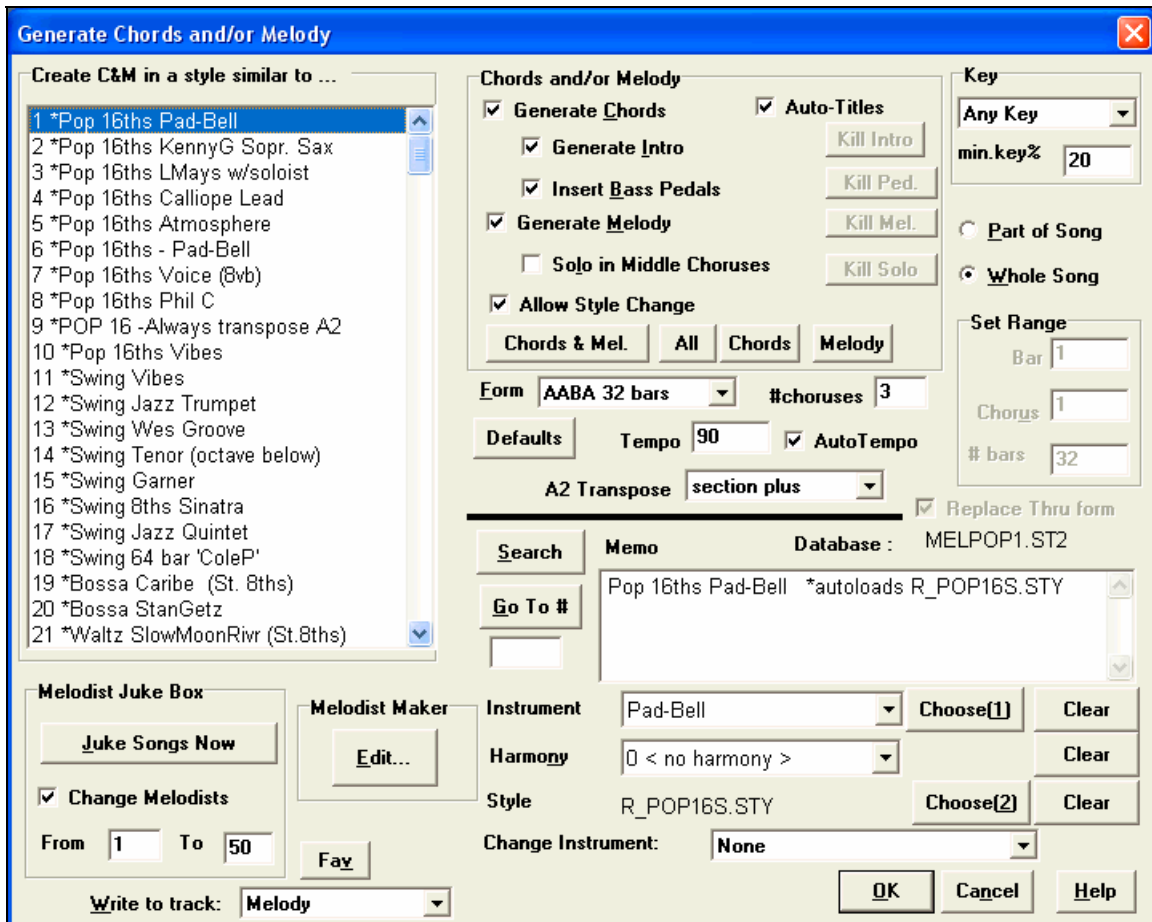 Generate Chords and/or Melody
Create C&M in a style similar to ...
1 *Pop 16ths Pad-Bell
2 *Pop 16ths KennyG Sopr. Sax
3 *Pop 16ths LMays w/soloist
4 *Pop 16ths Calliope Lead
5 *Pop 16ths Atmosphere
6 *Pop 16ths - Pad-Bell
7 *Pop 16ths Voice (8vb)
8 *Pop 16ths Phil C
9 *POP 16 -Always transpose A2
10 *Pop 16ths Vibes
11 *Swing Vibes
12 *Swing Jazz Trumpet
13 *Swing Wes Groove
14 *Swing Tenor (octave below)
15 *Swing Garner
16 *Swing 8ths Sinatra
17 *Swing Jazz Quintet
18 *Swing 64 bar 'ColeP'
19 *Bossa Caribe (St. 8ths)
20 *Bossa StanGetz
21 *Waltz SlowMoonRivr (St.8ths)
Chords and/or Melody
Generate Chords Auto-Titles
Generate Intro Kill Intro
Insert Bass Pedals Kill Ped.
Generate Melody Kill Mel.
Solo in Middle Choruses Kill Solo
Allow Style Change
Chords & Mel. All Chords Melody
Key
Any Key
min.key% 20
Part of Song
Whole Song
Set Range
Bar 1
Chorus 1
# bars 32
Form AABA 32 bars #choruses 3
Defaults Tempo 90 AutoTempo
A2 Transpose section plus
Replace Thru form
Search Memo Database : MELPOP1.ST2
Go To #
Pop 16ths Pad-Bell *autoloads R_POP16S.STY
Melodist Juke Box
Juke Songs Now
Change Melodists
From 1 To 50
Melodist Maker
Edit...
Fav
Write to track: Melody
Instrument Pad-Bell Choose(1) Clear
Harmony 0 < no harmony > Clear
Style R_POP16S.STY Choose(2) Clear
Change Instrument: None
OK Cancel Help